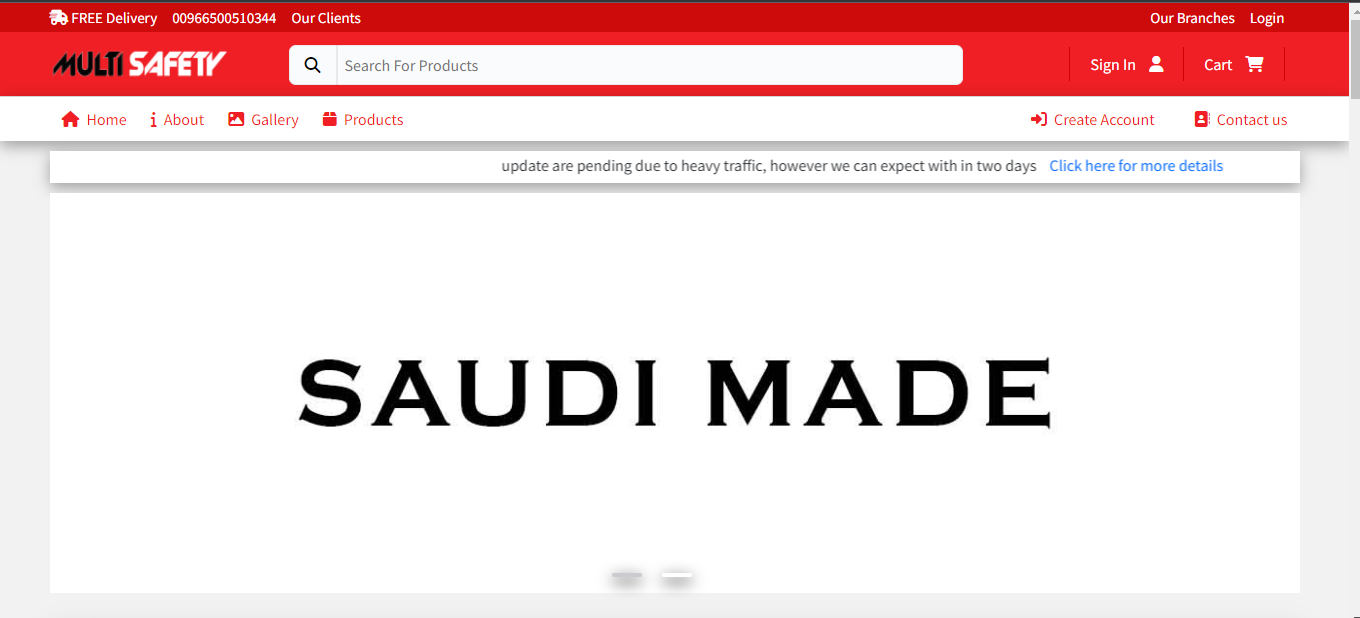 FREE Delivery 00966500510344 Our Clients Our Branches Login
MULTI SAFETY Search For Products Sign In Cart
Home About Gallery Products Create Account Contact us
update are pending due to heavy traffic, however we can expect with in two days Click here for more details
SAUDI MADE